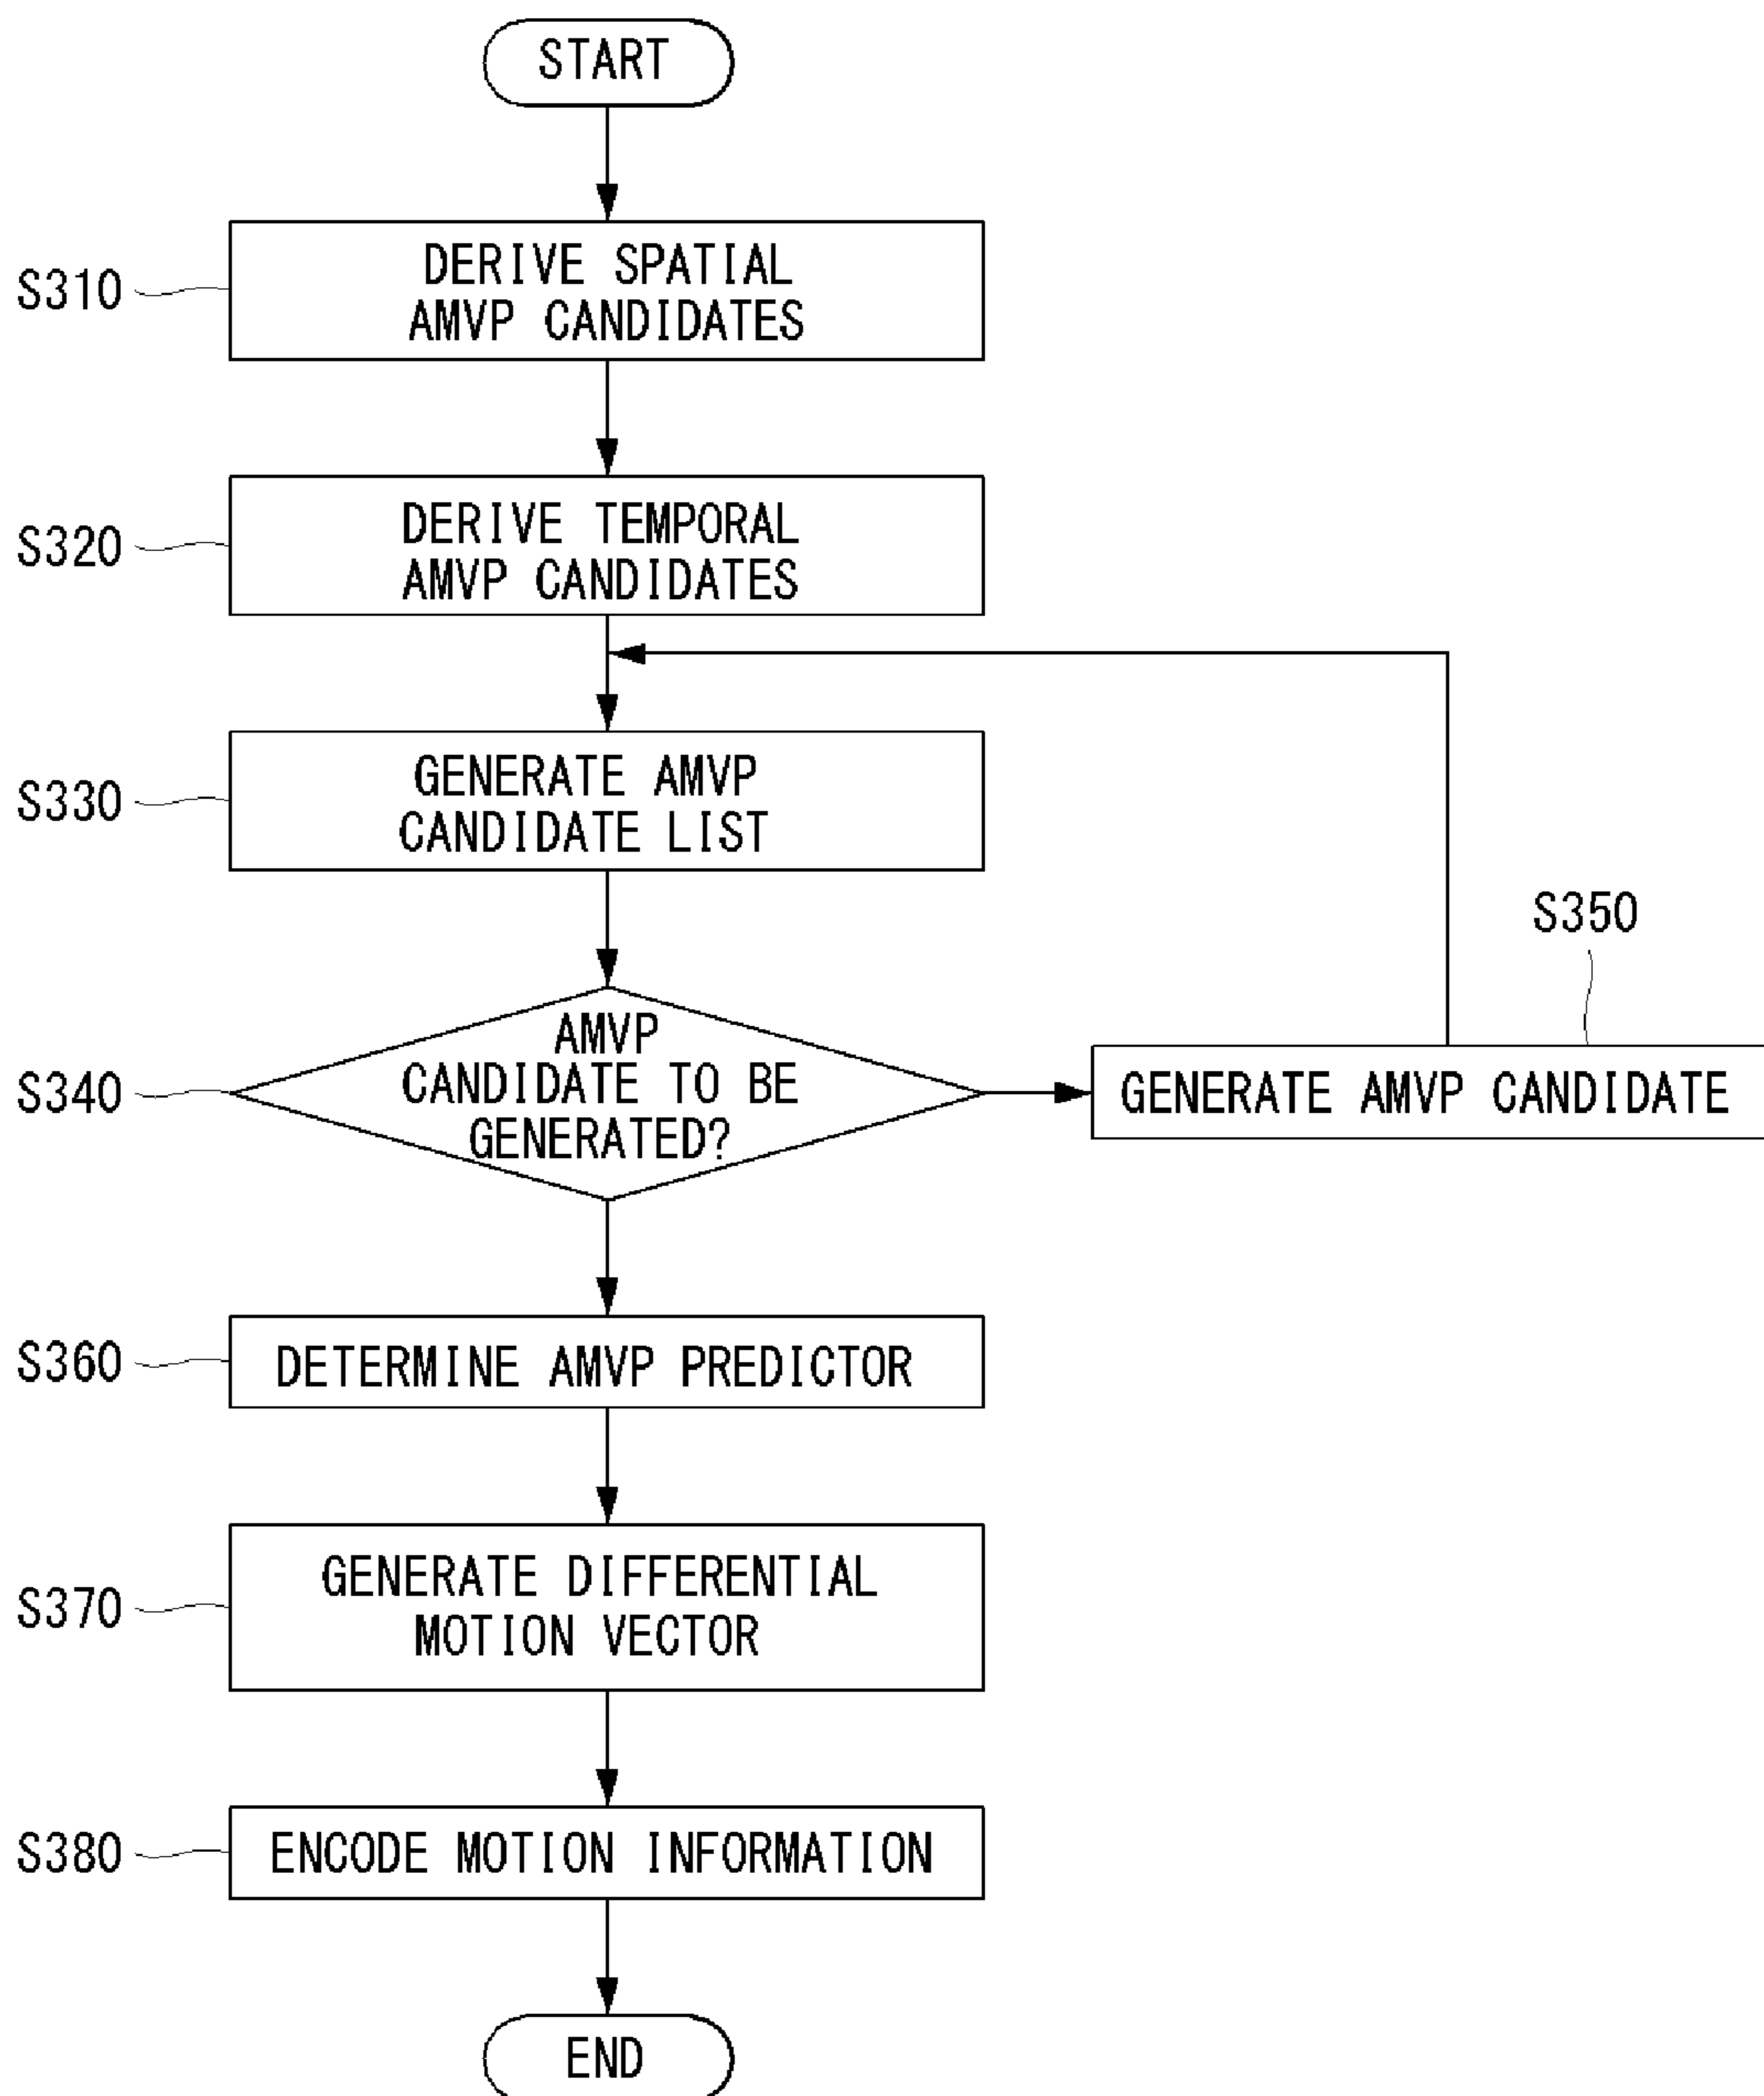 START
S310
DERIVE SPATIAL
AMVP CANDIDATES
S320
DERIVE TEMPORAL
AMVP CANDIDATES
S330
GENERATE AMVP
CANDIDATE LIST
S340
AMVP
CANDIDATE TO BE
GENERATED?
S350
GENERATE AMVP CANDIDATE
S360
DETERMINE AMVP PREDICTOR
S370
GENERATE DIFFERENTIAL
MOTION VECTOR
S380
ENCODE MOTION INFORMATION
END